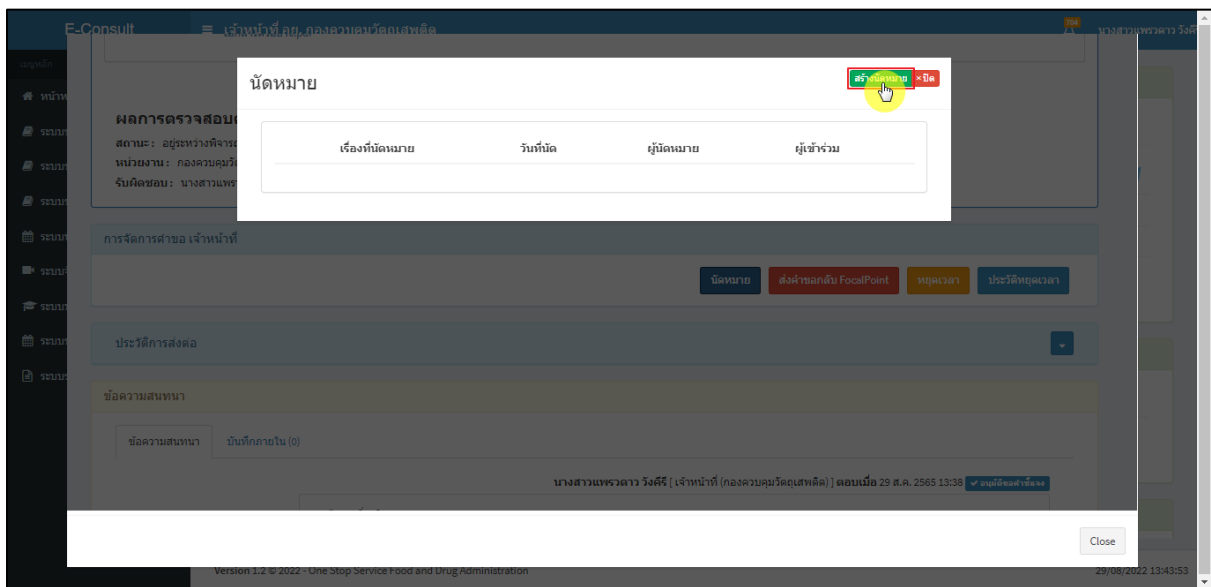 E-Consult
เจ้าหน้าที่ อย. กองควบคุมวัตถุเสพติด
704
นางสาวแพรวดาว วังคีรี
เมนูหลัก
นัดหมาย
สร้างนัดหมาย
× ปิด
เรื่องที่นัดหมาย วันที่นัด ผู้นัดหมาย ผู้เข้าร่วม
ผลการตรวจสอบ
สถานะ : อยู่ระหว่างพิจารณา
หน่วยงาน : กองควบคุม
รับผิดชอบ : นางสาวแพร
การจัดการคำขอ เจ้าหน้าที่
นัดหมาย
ส่งคำขอกลับ FocalPoint
หยุดเวลา
ประวัติหยุดเวลา
ประวัติการส่งต่อ
ข้อความสนทนา
ข้อความสนทนา
บันทึกภายใน (0)
นางสาวแพรวดาว วังคีรี [ เจ้าหน้าที่ (กองควบคุมวัตถุเสพติด) ] ตอบเมื่อ 29 ส.ค. 2565 13:38
Close
Version 1.2 © 2022 - One Stop Service Food and Drug Administration
29/08/2022 13:43:53